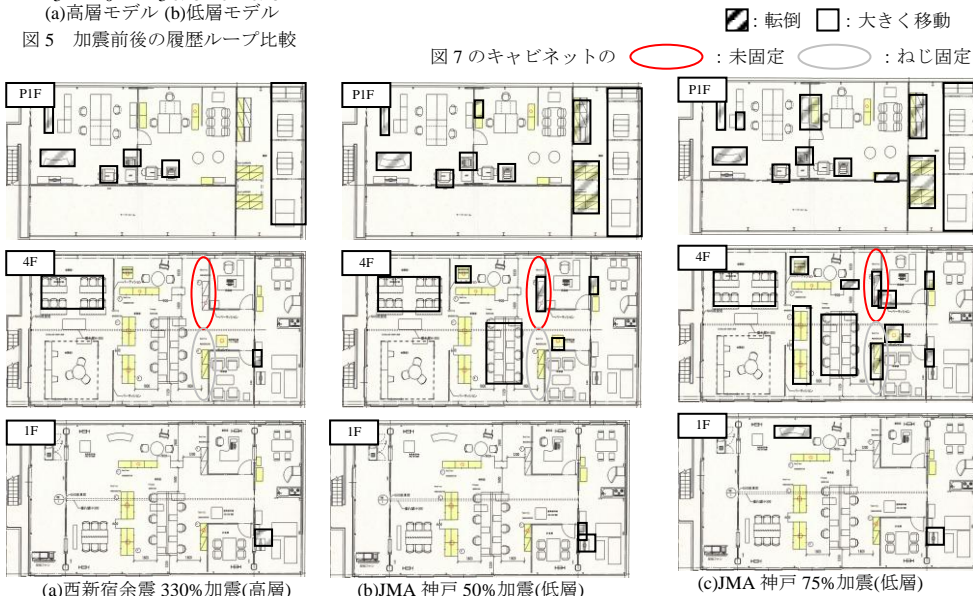 (a)高層モデル (b)低層モデル
図 5　加震前後の履歴ループ比較
：転倒
：大きく移動
図 7 のキャビネットの
：未固定
：ねじ固定
P1F
P1F
P1F
4F
4F
4F
1F
1F
1F
(a)西新宿余震 330%加震(高層)
(b)JMA 神戸 50%加震(低層)
(c)JMA 神戸 75%加震(低層)